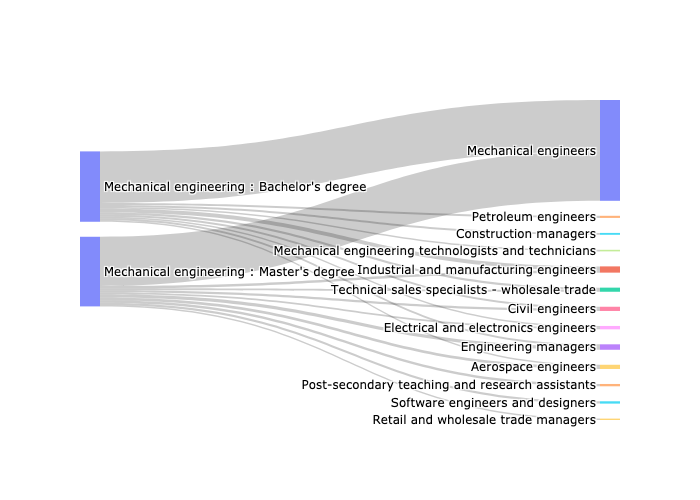 Mechanical engineers
Mechanical engineering : Bachelor's degree
Petroleum engineers
Construction managers
Mechanical engineering technologists and technicians
Mechanical engineering : Master's degree
Industrial and manufacturing engineers
Technical sales specialists - wholesale trade
Civil engineers
Electrical and electronics engineers
Engineering managers
Aerospace engineers
Post-secondary teaching and research assistants
Software engineers and designers
Retail and wholesale trade managers